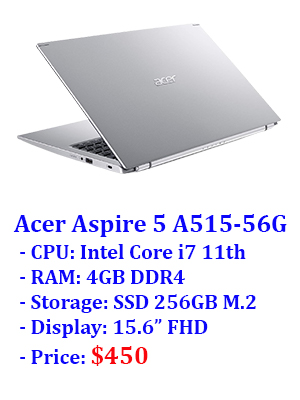 acer
Acer Aspire 5 A515-56G
- CPU: Intel Core i7 11th
- RAM: 4GB DDR4
- Storage: SSD 256GB M.2
- Display: 15.6” FHD
- Price: $450